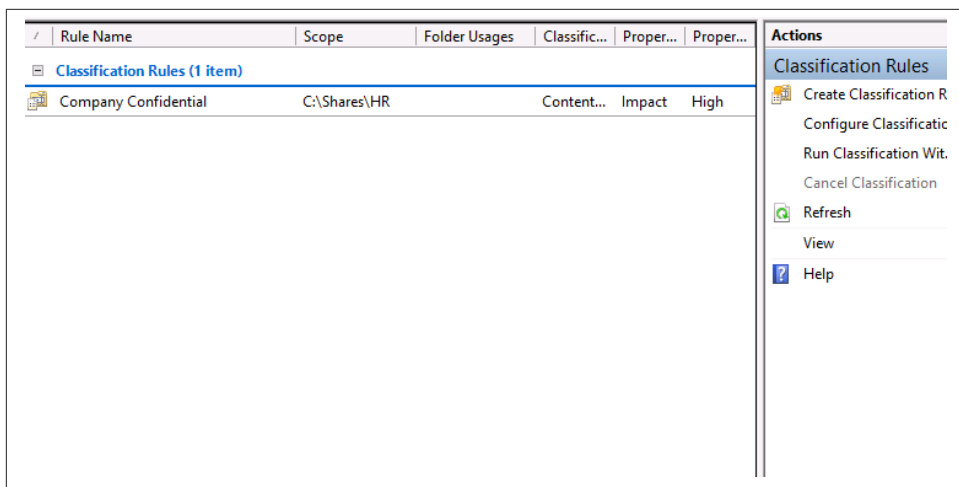 / Rule Name Scope Folder Usages Classific... Proper... Proper...
Classification Rules (1 item)
Company Confidential C:\Shares\HR Content... Impact High
Actions
Classification Rules
Create Classification R
Configure Classificatic
Run Classification Wit.
Cancel Classification
Refresh
View
Help